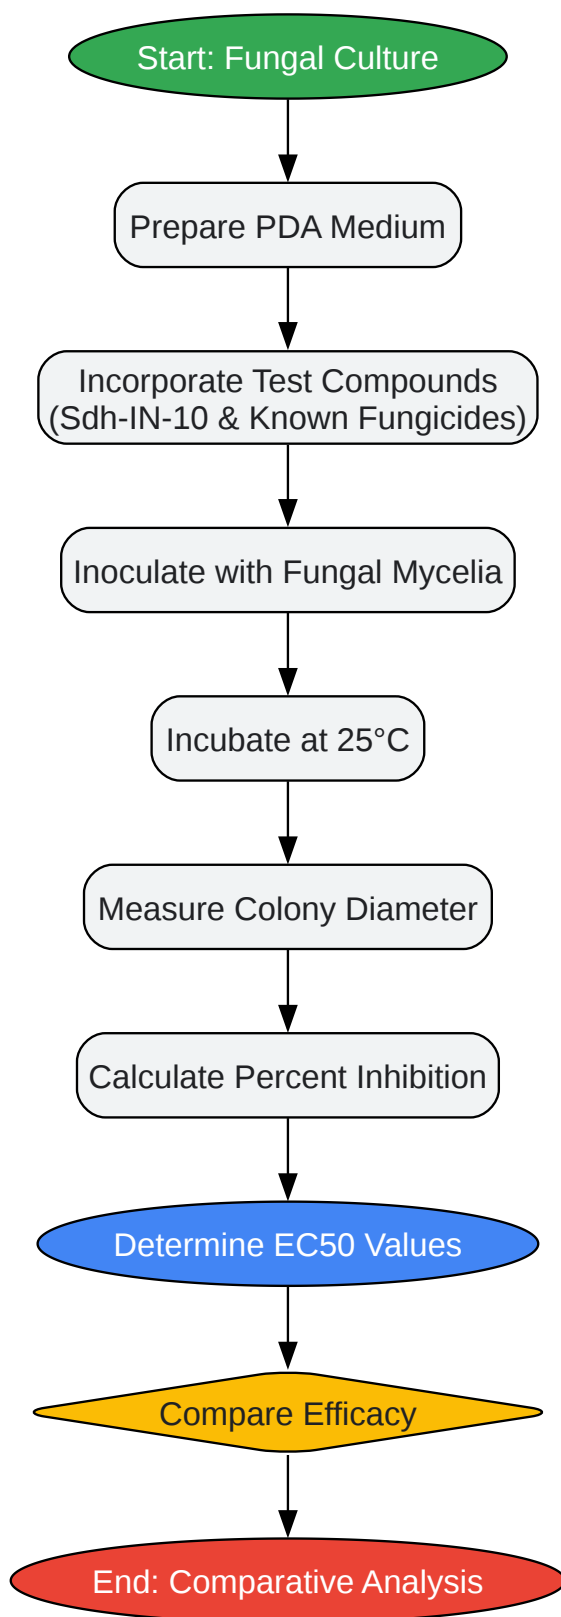 Start: Fungal Culture
Prepare PDA Medium
Incorporate Test Compounds
(Sdh-IN-10 & Known Fungicides)
Inoculate with Fungal Mycelia
Incubate at 25°C
Measure Colony Diameter
Calculate Percent Inhibition
Determine EC50 Values
Compare Efficacy
End: Comparative Analysis